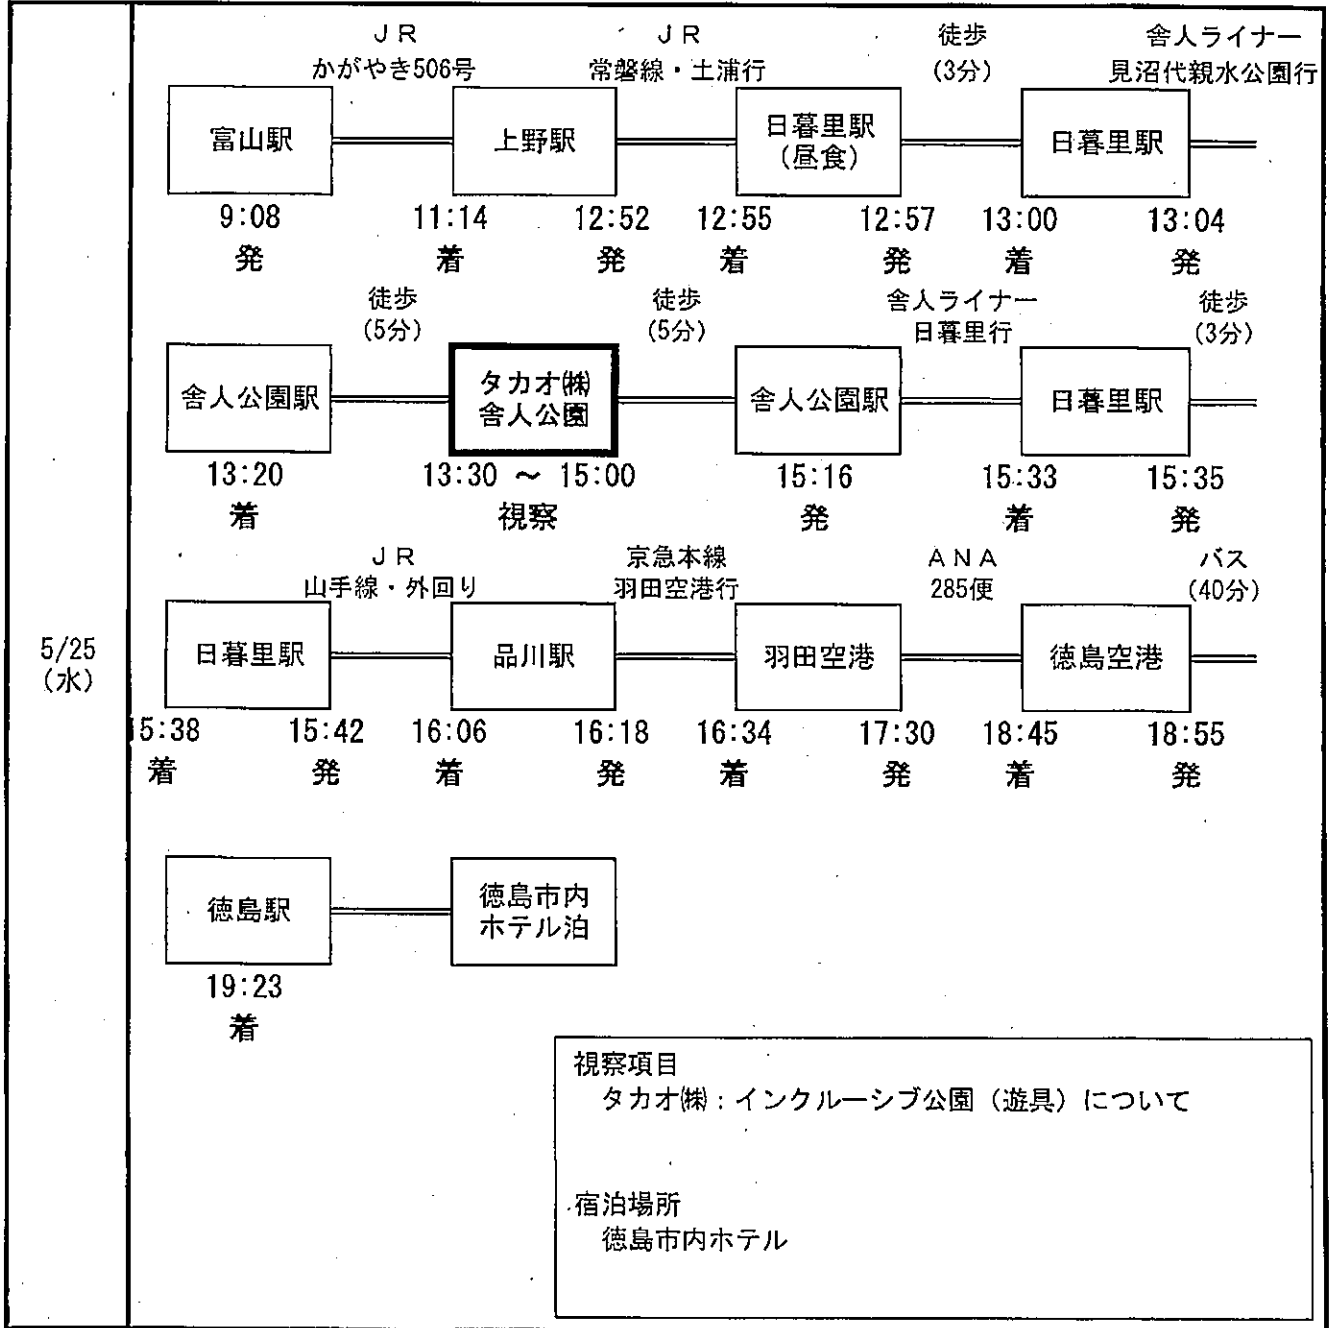 5/25
(水)
JR
かがやき506号
JR
常磐線・土浦行
徒歩
(3分)
舎人ライナー
見沼代親水公園行
富山駅
上野駅
日暮里駅
(昼食)
日暮里駅
9:08
11:14
12:52
12:55
12:57
13:00
13:04
発
着
発
着
発
着
発
徒歩
(5分)
徒歩
(5分)
舎人ライナー
日暮里行
徒歩
(3分)
舎人公園駅
タカオ㈱
舎人公園
舎人公園駅
日暮里駅
13:20
13:30 ～ 15:00
15:16
15:33
15:35
着
視察
発
着
発
JR
山手線・外回り
京急本線
羽田空港行
ANA
285便
バス
(40分)
日暮里駅
品川駅
羽田空港
徳島空港
15:38
15:42
16:06
16:18
16:34
17:30
18:45
18:55
着
発
着
発
着
発
着
発
徳島駅
徳島市内
ホテル泊
19:23
着
視察項目
タカオ㈱：インクルーシブ公園（遊具）について
宿泊場所
徳島市内ホテル